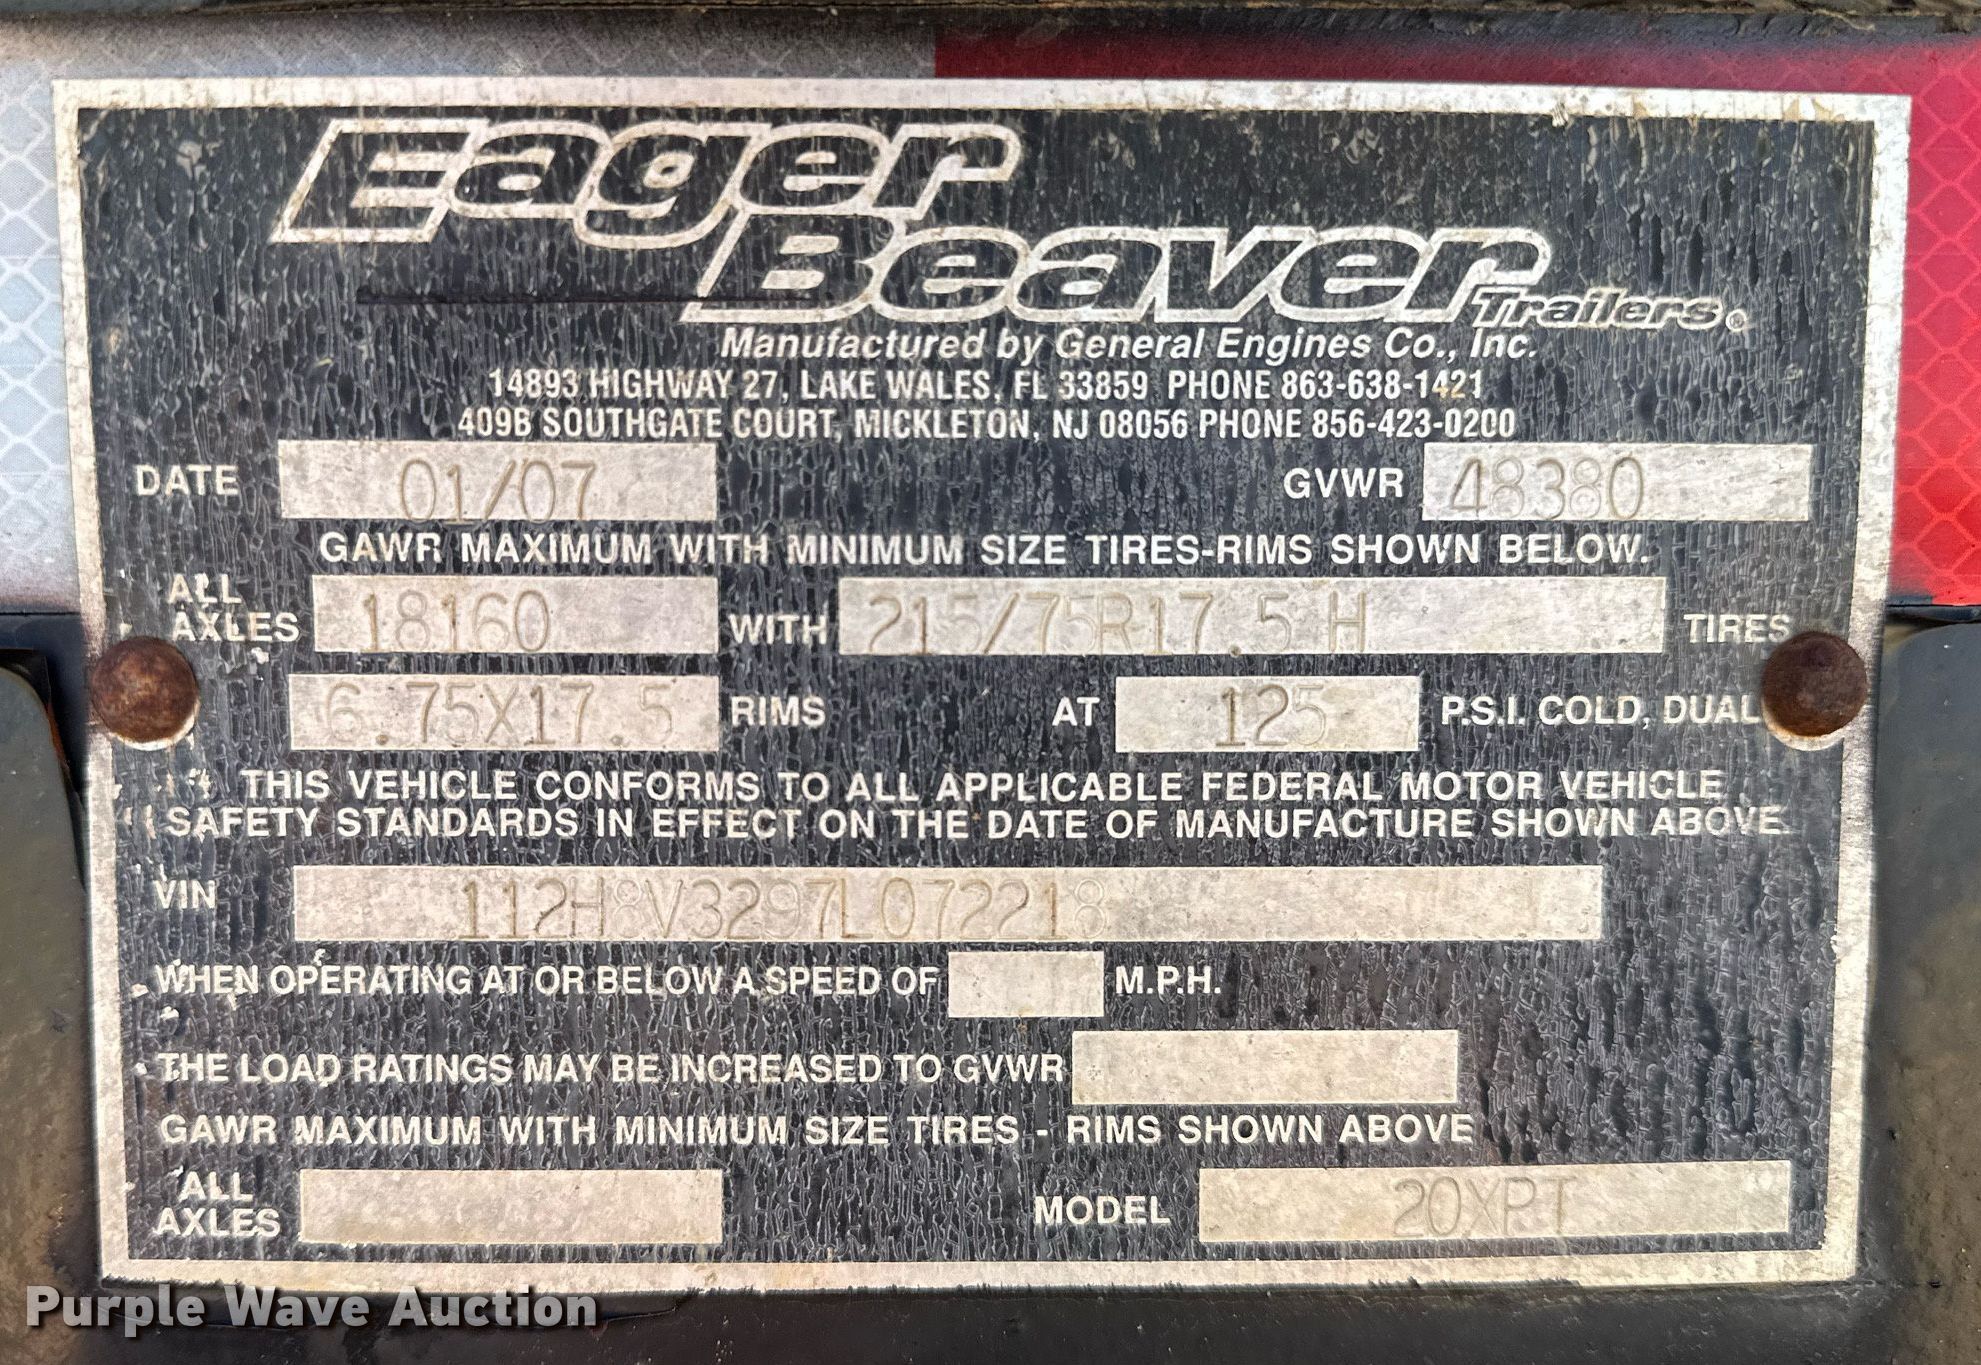 Eager
Beaver Trailers®
Manufactured by General Engines Co., Inc.
14893 HIGHWAY 27, LAKE WALES, FL 33859 PHONE 863-638-1421
409B SOUTHGATE COURT, MICKLETON, NJ 08056 PHONE 856-423-0200
DATE 01/07 GVWR 48380
GAWR MAXIMUM WITH MINIMUM SIZE TIRES-RIMS SHOWN BELOW.
ALL AXLES 18160 WITH 215/75R17.5 H TIRES
6.75X17.5 RIMS AT 125 P.S.I. COLD, DUAL
THIS VEHICLE CONFORMS TO ALL APPLICABLE FEDERAL MOTOR VEHICLE
SAFETY STANDARDS IN EFFECT ON THE DATE OF MANUFACTURE SHOWN ABOVE.
VIN 112H8V3297L072218
WHEN OPERATING AT OR BELOW A SPEED OF M.P.H.
THE LOAD RATINGS MAY BE INCREASED TO GVWR
GAWR MAXIMUM WITH MINIMUM SIZE TIRES - RIMS SHOWN ABOVE
ALL AXLES MODEL 20XPT
Purple Wave Auction